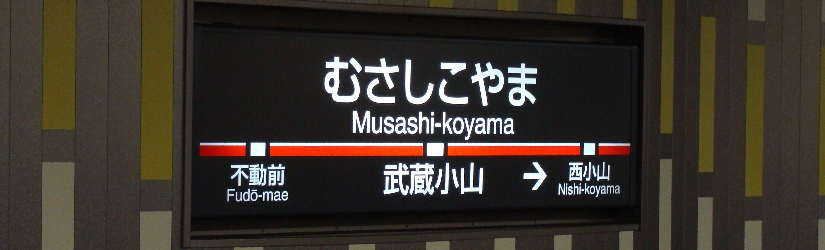 むさしこやま
Musashi-koyama
不動前 武蔵小山 → 西小山
Fudō-mae Nishi-koyama